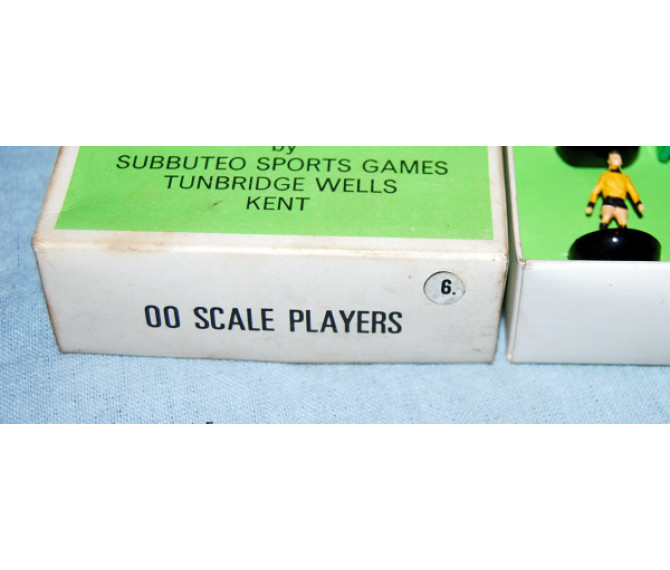 by
SUBBUTEO SPORTS GAMES
TUNBRIDGE WELLS
KENT
6.
00 SCALE PLAYERS